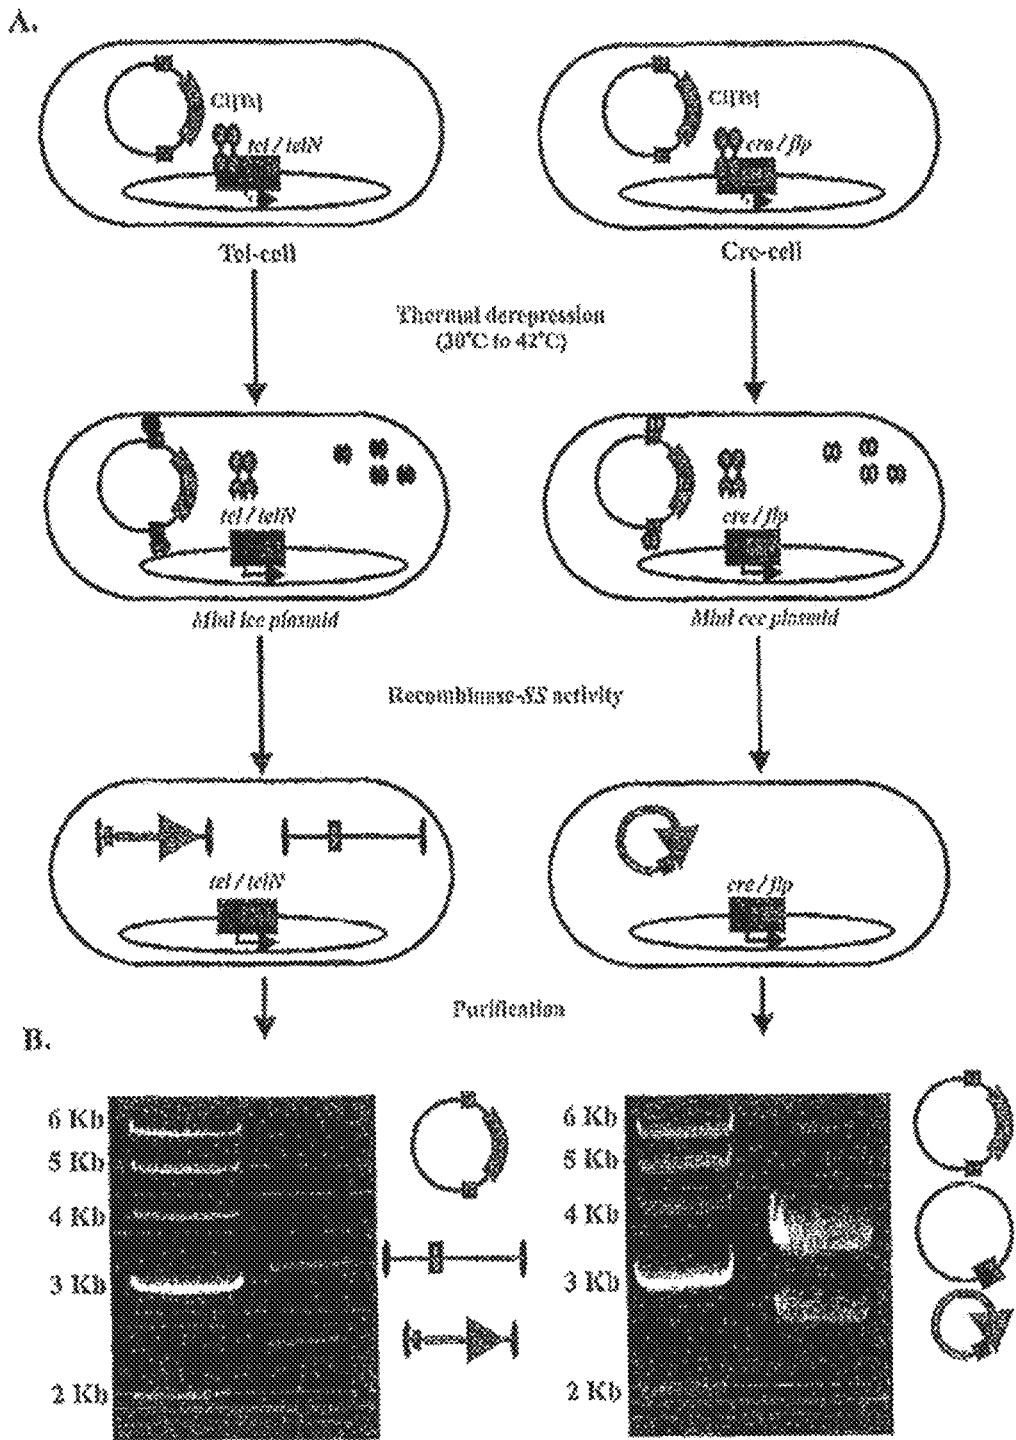 A.
CI[Ts]
CI[Ts]
tel / telN
cre / flp
Tel-cell
Cre-cell
Thermal derepression
(30°C to 42°C)
tel / telN
cre / flp
Mini lcc plasmid
Mini ccc plasmid
Recombinase-SS activity
tel / telN
cre / flp
Purification
B.
6 Kb
5 Kb
4 Kb
3 Kb
2 Kb
6 Kb
5 Kb
4 Kb
3 Kb
2 Kb